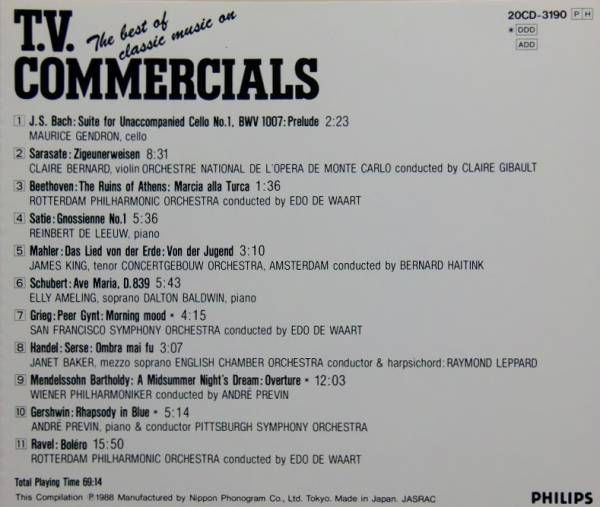 T.V. The best of
classic music on
COMMERCIALS
20CD-3190 P H
* DDD
ADD
1 J.S. Bach: Suite for Unaccompanied Cello No.1, BWV 1007: Prelude 2:23
MAURICE GENDRON, cello
2 Sarasate: Zigeunerweisen 8:31
CLAIRE BERNARD, violin ORCHESTRE NATIONAL DE L'OPERA DE MONTE CARLO conducted by CLAIRE GIBAULT
3 Beethoven: The Ruins of Athens: Marcia alla Turca 1:36
ROTTERDAM PHILHARMONIC ORCHESTRA conducted by EDO DE WAART
4 Satie: Gnossienne No.1 5:36
REINBERT DE LEEUW, piano
5 Mahler: Das Lied von der Erde: Von der Jugend 3:10
JAMES KING, tenor CONCERTGEBOUW ORCHESTRA, AMSTERDAM conducted by BERNARD HAITINK
6 Schubert: Ave Maria, D.839 5:43
ELLY AMELING, soprano DALTON BALDWIN, piano
7 Grieg: Peer Gynt: Morning mood * 4:15
SAN FRANCISCO SYMPHONY ORCHESTRA conducted by EDO DE WAART
8 Handel: Serse: Ombra mai fu 3:07
JANET BAKER, mezzo soprano ENGLISH CHAMBER ORCHESTRA conductor & harpsichord: RAYMOND LEPPARD
9 Mendelssohn Bartholdy: A Midsummer Night's Dream: Overture * 12:03
WIENER PHILHARMONIKER conducted by ANDRÉ PREVIN
10 Gershwin: Rhapsody in Blue * 5:14
ANDRÉ PREVIN, piano & conductor PITTSBURGH SYMPHONY ORCHESTRA
11 Ravel: Boléro 15:50
ROTTERDAM PHILHARMONIC ORCHESTRA conducted by EDO DE WAART
Total Playing Time 69:14
This Compilation ℗1988 Manufactured by Nippon Phonogram Co., Ltd. Tokyo. Made in Japan. JASRAC
PHILIPS